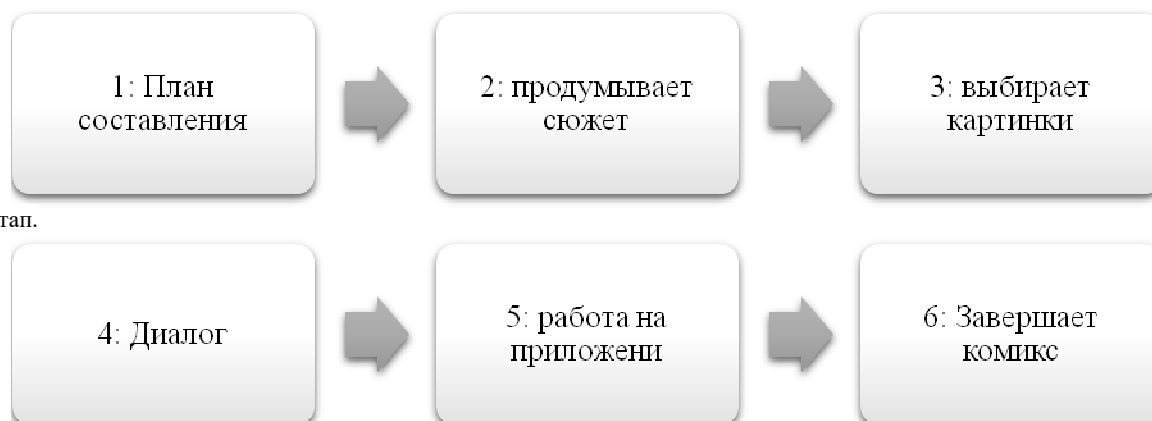 1: План
составления
2: продумывает
сюжет
3: выбирает
картинки
тап.
4: Диалог
5: работа на
приложени
6: Завершает
комикс